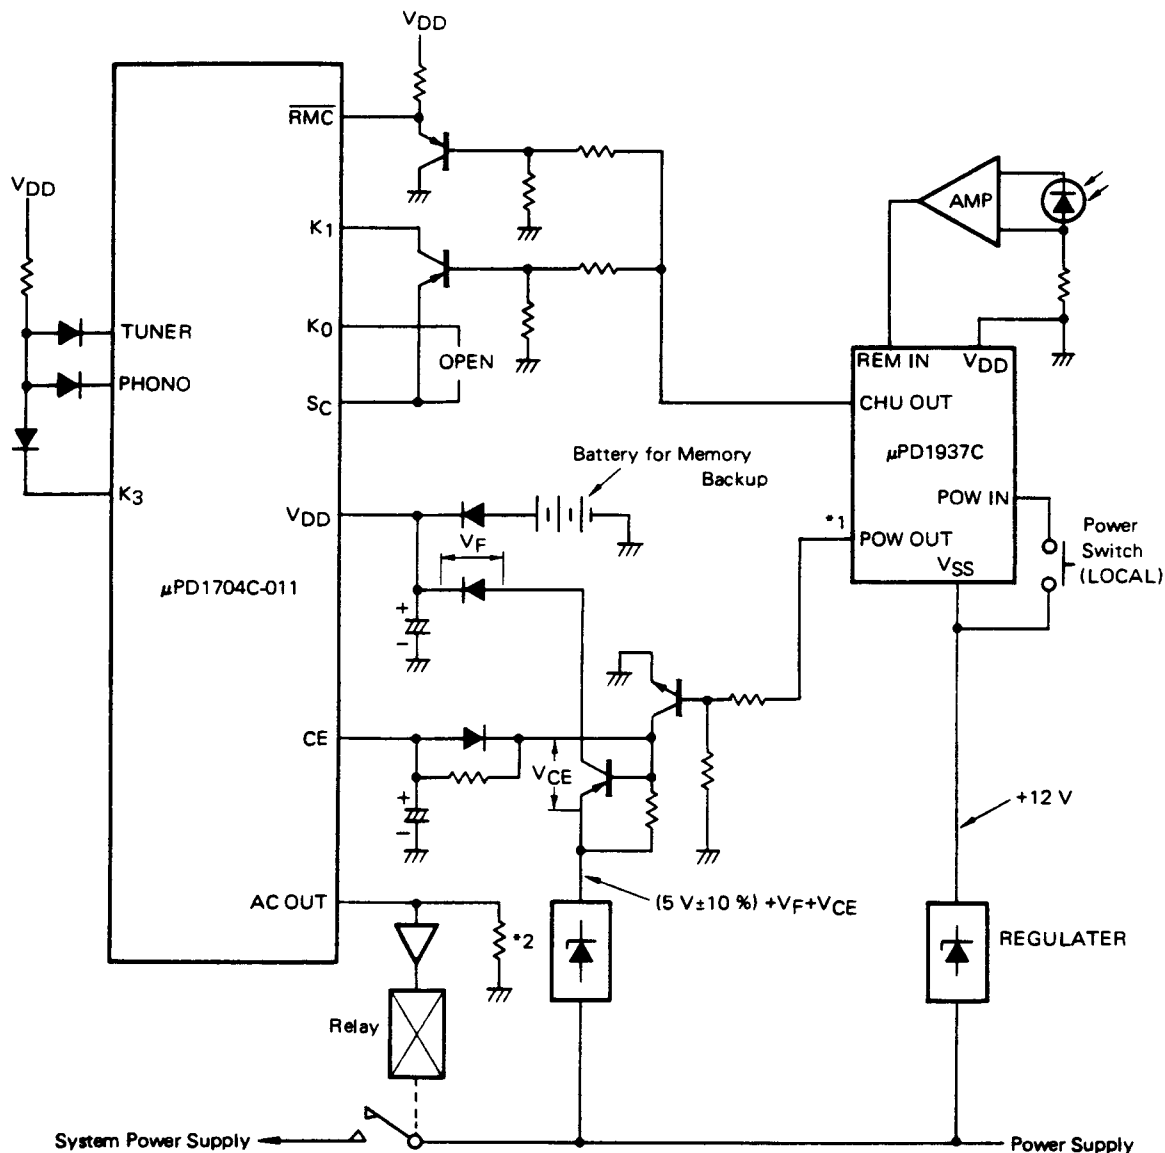 VDD
RMC
VDD
K1
AMP
TUNER
K0
OPEN
REM IN
VDD
PHONO
SC
CHU OUT
μPD1937C
Battery for Memory
Backup
K3
POW IN
VDD
*1
POW OUT
Power
Switch
(LOCAL)
VF
VSS
μPD1704C-011
+
-
CE
VCE
+12 V
+
-
AC OUT
(5 V±10 %) +VF+VCE
*2
REGULATER
Relay
System Power Supply
Power Supply